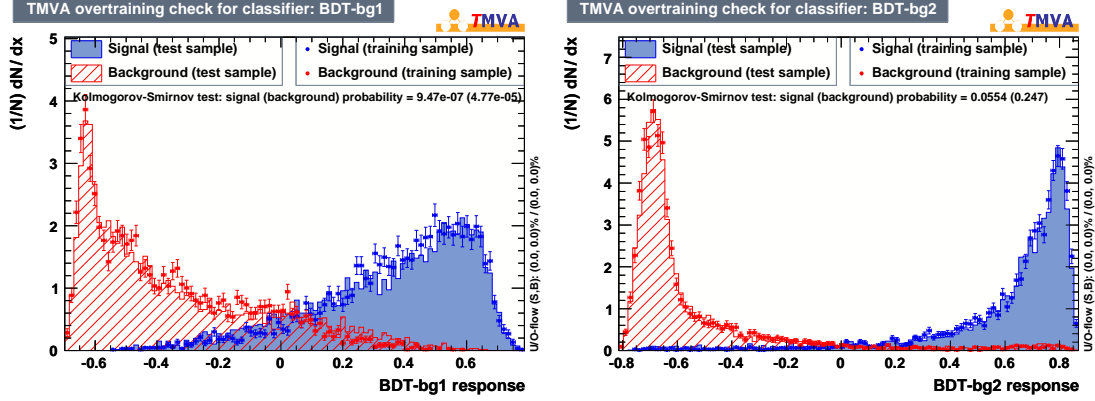 TMVA overtraining check for classifier: BDT-bg1
TMVA
(1/N) dN / dx
5
4
3
2
1
0
Signal (test sample)
Background (test sample)
Signal (training sample)
Background (training sample)
Kolmogorov-Smirnov test: signal (background) probability = 9.47e-07 (4.77e-05)
U/O-flow (S,B): (0.0, 0.0)% / (0.0, 0.0)%
-0.6 -0.4 -0.2 0 0.2 0.4 0.6
BDT-bg1 response
TMVA overtraining check for classifier: BDT-bg2
TMVA
(1/N) dN / dx
7
6
5
4
3
2
1
0
Signal (test sample)
Background (test sample)
Signal (training sample)
Background (training sample)
Kolmogorov-Smirnov test: signal (background) probability = 0.0554 (0.247)
U/O-flow (S,B): (0.0, 0.0)% / (0.0, 0.0)%
-0.8 -0.6 -0.4 -0.2 0 0.2 0.4 0.6 0.8
BDT-bg2 response